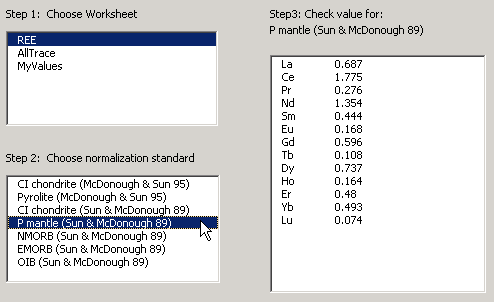 Step 1:  Choose Worksheet
REE
AllTrace
MyValues
Step 2:  Choose normalization standard
CI chondrite (McDonough & Sun 95)
Pyrolite (McDonough & Sun 95)
CI chondrite (Sun & McDonough 89)
P mantle (Sun & McDonough 89)
NMORB (Sun & McDonough 89)
EMORB (Sun & McDonough 89)
OIB (Sun & McDonough 89)
Step3: Check value for:
P mantle (Sun & McDonough 89)
La 0.687
Ce 1.775
Pr 0.276
Nd 1.354
Sm 0.444
Eu 0.168
Gd 0.596
Tb 0.108
Dy 0.737
Ho 0.164
Er 0.48
Yb 0.493
Lu 0.074